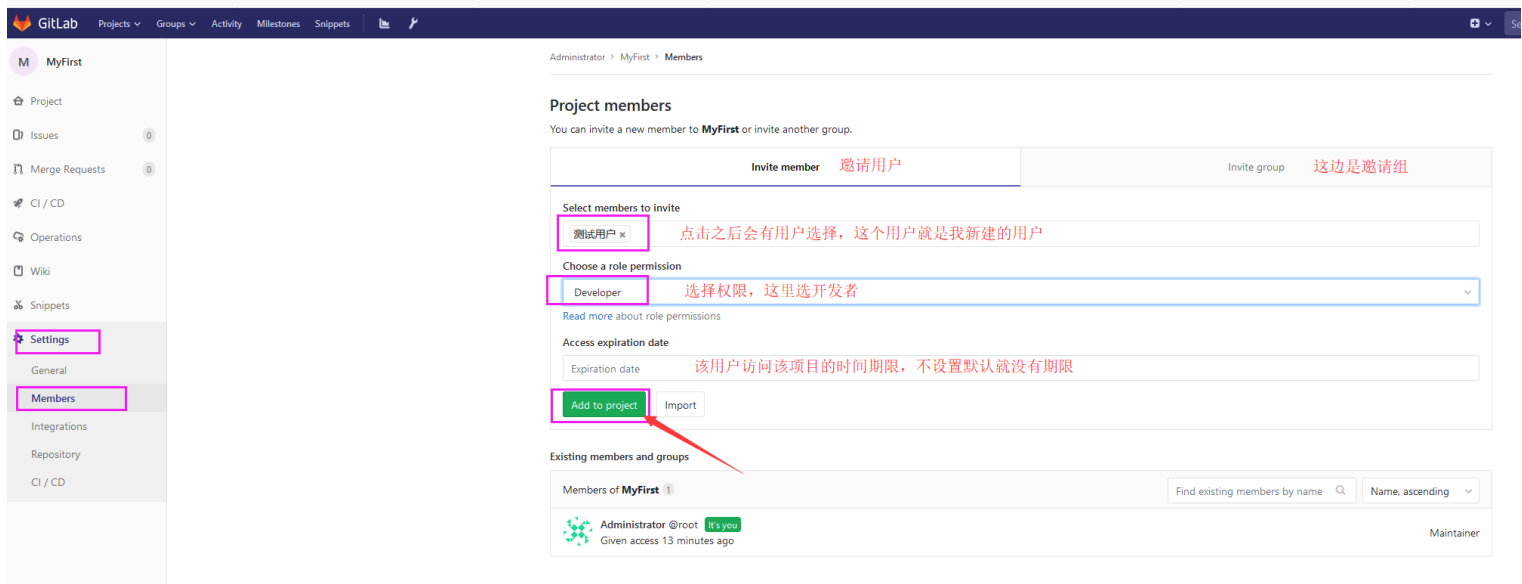 GitLab Projects Groups Activity Milestones Snippets
M MyFirst
Project
Issues 0
Merge Requests 0
CI / CD
Operations
Wiki
Snippets
Settings
General
Members
Integrations
Repository
CI / CD
Administrator > MyFirst > Members
Project members
You can invite a new member to MyFirst or invite another group.
Invite member 邀请用户 Invite group 这边是邀请组
Select members to invite
测试用户 × 点击之后会有用户选择，这个用户就是我新建的用户
Choose a role permission
Developer 选择权限，这里选开发者
Read more about role permissions
Access expiration date
Expiration date 该用户访问该项目的时间期限，不设置默认就没有期限
Add to project Import
Existing members and groups
Members of MyFirst 1 Find existing members by name Name, ascending
Administrator @root It's you
Given access 13 minutes ago Maintainer